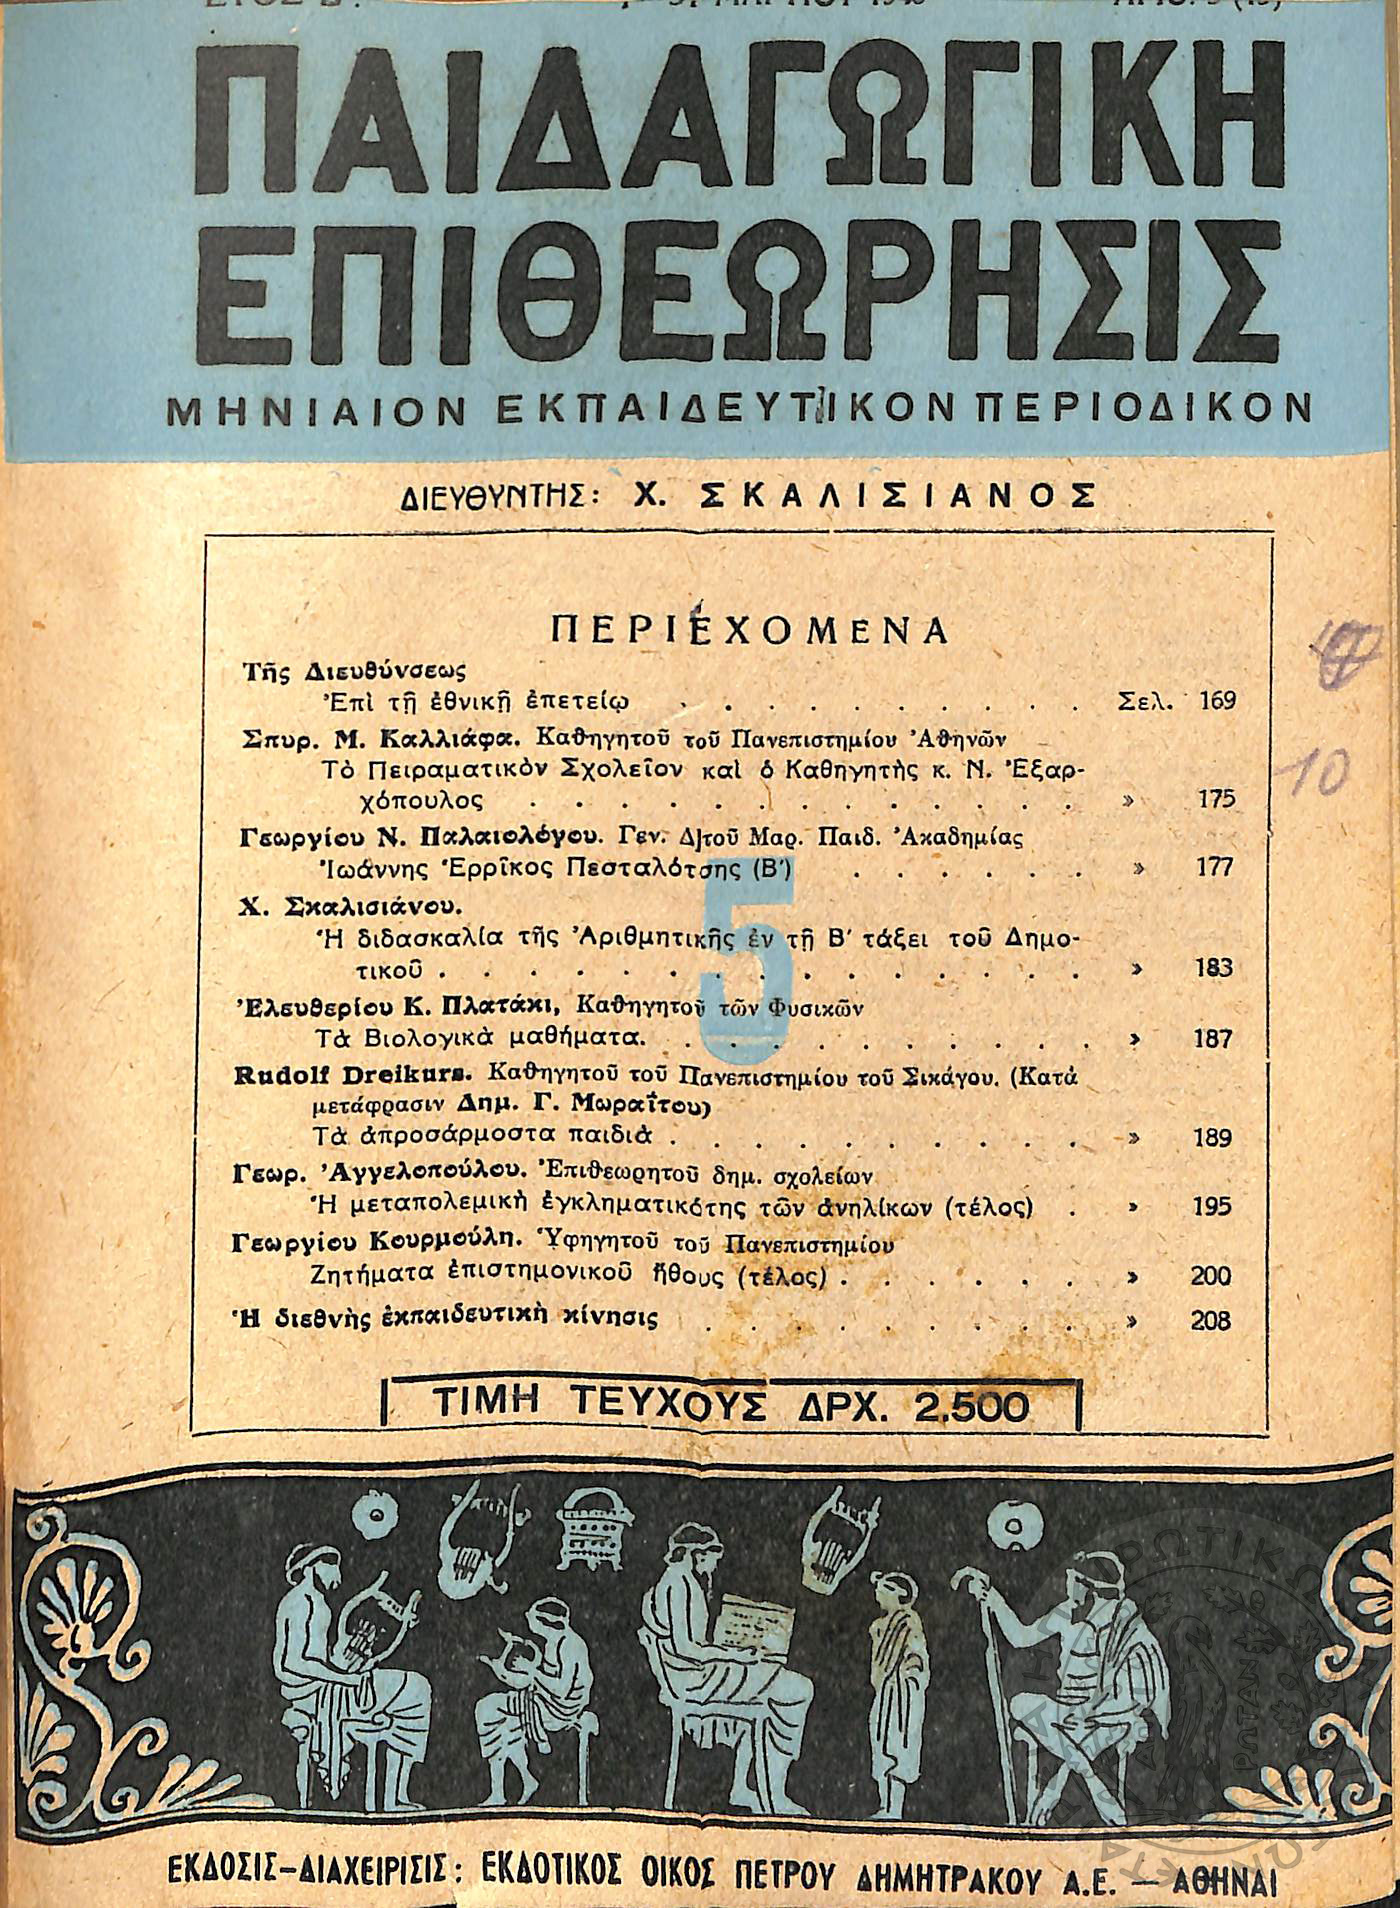 ΠΑΙΔΑΓΩΓΙΚΗ
ΕΠΙΘΕΩΡΗΣΙΣ
ΜΗΝΙΑΙΟΝ ΕΚΠΑΙΔΕΥΤΙΚΟΝ ΠΕΡΙΟΔΙΚΟΝ
ΔΙΕΥΘΥΝΤΗΣ: Χ. ΣΚΑΛΙΣΙΑΝΟΣ
ΠΕΡΙΕΧΟΜΕΝΑ
Τῆς Διευθύνσεως
Ἐπὶ τῇ ἐθνικῇ ἐπετείῳ . . . . . . . . . . Σελ. 169
Σπυρ. Μ. Καλλιάφα. Καθηγητοῦ τοῦ Πανεπιστημίου Ἀθηνῶν
Τὸ Πειραματικὸν Σχολεῖον καὶ ὁ Καθηγητὴς κ. Ν. Ἐξαρ-
χόπουλος . . . . . . . . . . . . . » 175
Γεωργίου Ν. Παλαιολόγου. Γεν. Δ)τοῦ Μαρ. Παιδ. Ἀκαδημίας
Ἰωάννης Ἐρρῖκος Πεσταλότσης (Β') . . . . . . » 177
Χ. Σκαλισιάνου.
Ἡ διδασκαλία τῆς Ἀριθμητικῆς ἐν τῇ Β' τάξει τοῦ Δημο-
τικοῦ . . . . . . . . . . . . . . . » 183
5
Ἐλευθερίου Κ. Πλατάκι, Καθηγητοῦ τῶν Φυσικῶν
Τὰ Βιολογικὰ μαθήματα. . . . . . . . . . . » 187
Rudolf Dreikurs. Καθηγητοῦ τοῦ Πανεπιστημίου τοῦ Σικάγου. (Κατὰ
μετάφρασιν Δημ. Γ. Μωραΐτου)
Τὰ ἀπροσάρμοστα παιδιὰ . . . . . . . . . . » 189
Γεωρ. Ἀγγελοπούλου. Ἐπιθεωρητοῦ δημ. σχολείων
Ἡ μεταπολεμικὴ ἐγκληματικότης τῶν ἀνηλίκων (τέλος) . » 195
Γεωργίου Κουρμούλη. Ὑφηγητοῦ τοῦ Πανεπιστημίου
Ζητήματα ἐπιστημονικοῦ ἤθους (τέλος) . . . . . . » 200
Ἡ διεθνὴς ἐκπαιδευτικὴ κίνησις . . . . . . . . . » 208
10
ΤΙΜΗ ΤΕΥΧΟΥΣ ΔΡΧ. 2.500
ΕΚΔΟΣΙΣ-ΔΙΑΧΕΙΡΙΣΙΣ: ΕΚΔΟΤΙΚΟΣ ΟΙΚΟΣ ΠΕΤΡΟΥ ΔΗΜΗΤΡΑΚΟΥ Α.Ε. — ΑΘΗΝΑΙ